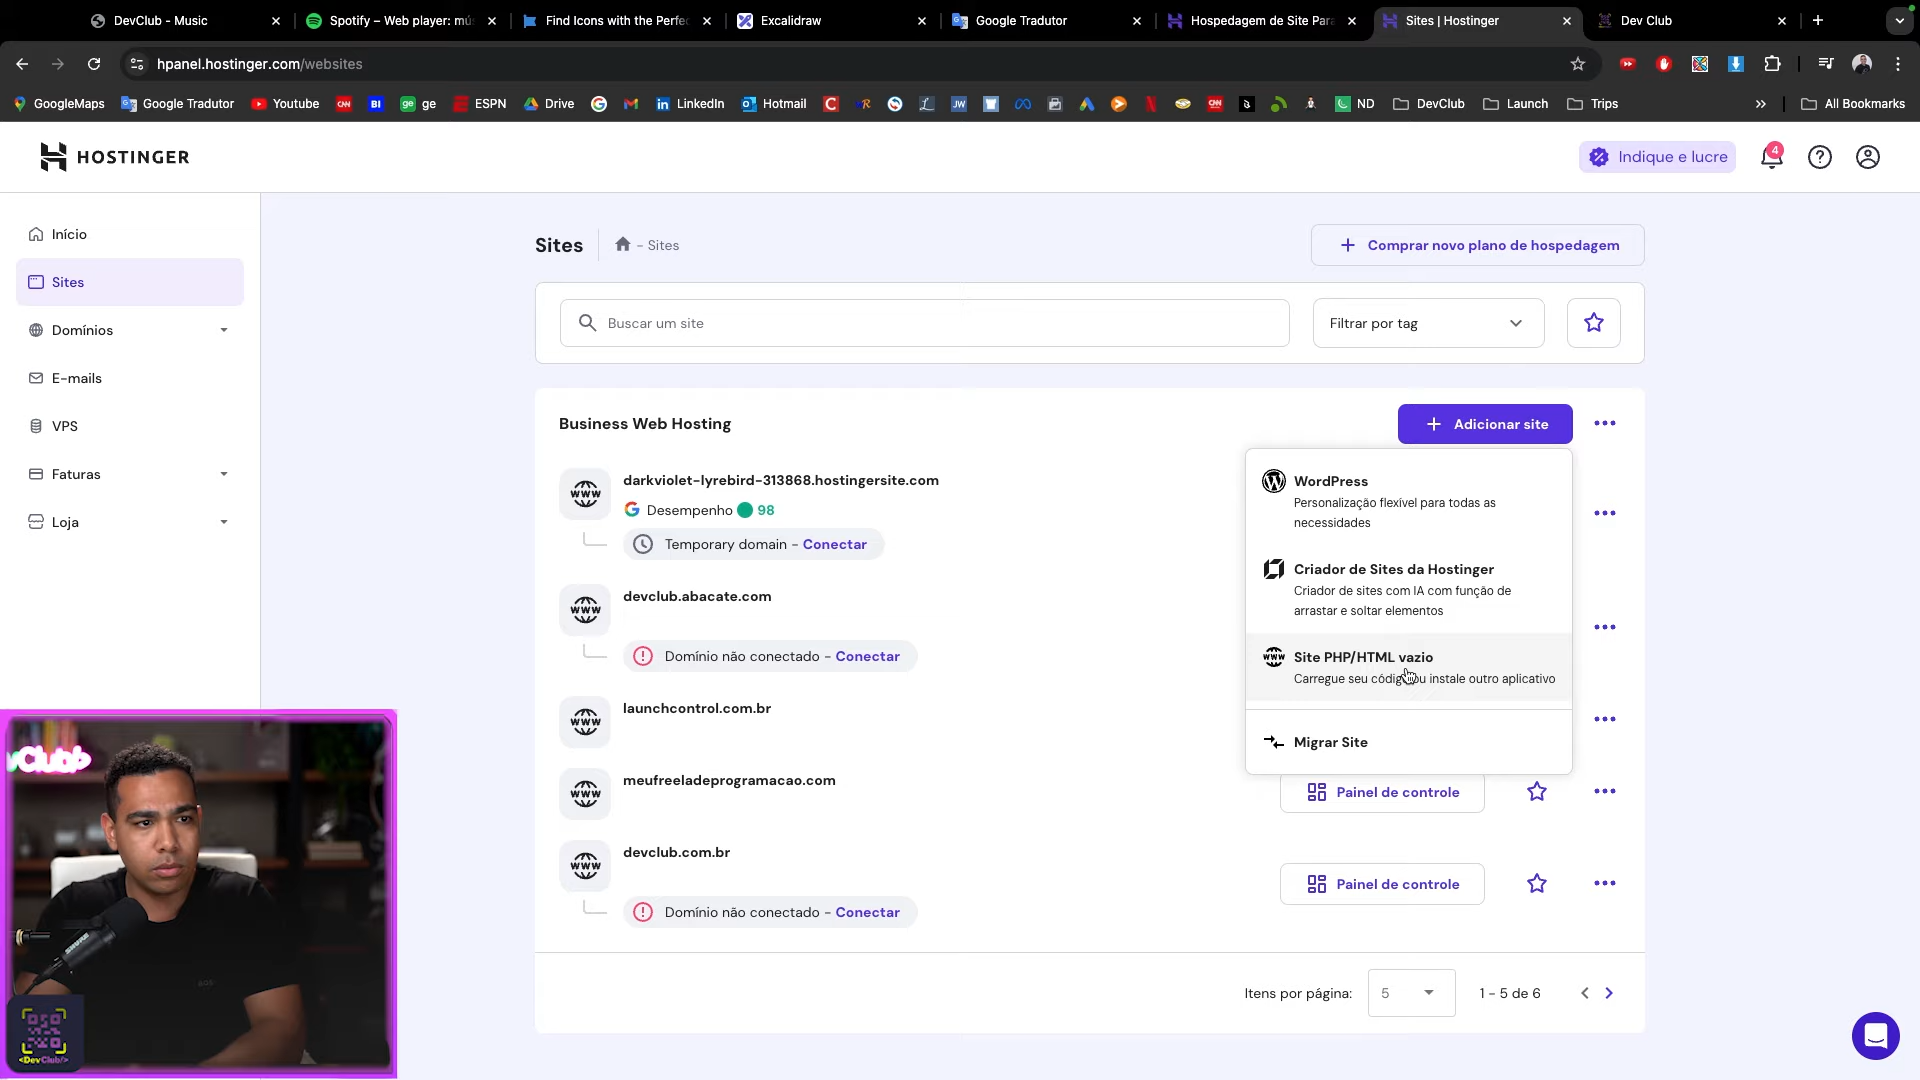 DevClub - Music
Spotify – Web player: mú
Find Icons with the Perfe
Excalidraw
Google Tradutor
Hospedagem de Site Para
Sites | Hostinger
Dev Club
hpanel.hostinger.com/websites
GoogleMaps
Google Tradutor
Youtube
ge
ESPN
Drive
LinkedIn
Hotmail
ND
DevClub
Launch
Trips
All Bookmarks
HOSTINGER
Indique e lucre
4
Início
Sites
Domínios
E-mails
VPS
Faturas
Loja
Sites
- Sites
Comprar novo plano de hospedagem
Buscar um site
Filtrar por tag
Business Web Hosting
Adicionar site
darkviolet-lyrebird-313868.hostingersite.com
Desempenho 98
Temporary domain - Conectar
devclub.abacate.com
Domínio não conectado - Conectar
launchcontrol.com.br
meufreeladeprogramacao.com
devclub.com.br
Domínio não conectado - Conectar
WordPress
Personalização flexível para todas as
necessidades
Criador de Sites da Hostinger
Criador de sites com IA com função de
arrastar e soltar elementos
Site PHP/HTML vazio
Carregue seu código ou instale outro aplicativo
Migrar Site
Painel de controle
Painel de controle
Itens por página:
5
1 - 5 de 6
<DevClub/>